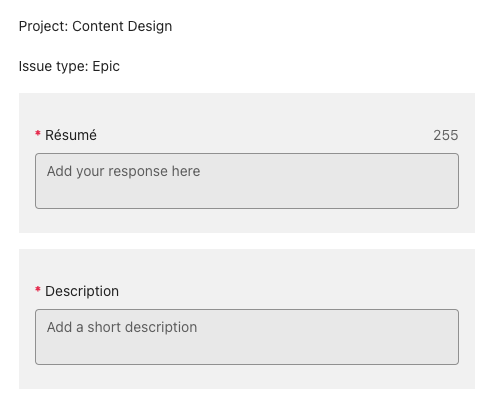 Project: Content Design
Issue type: Epic
* Résumé 255
Add your response here
* Description
Add a short description